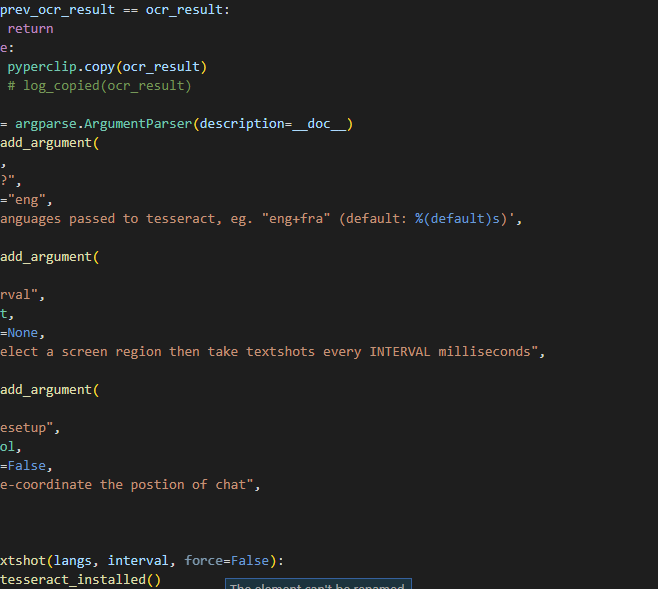 prev_ocr_result == ocr_result:
return
e:
pyperclip.copy(ocr_result)
# log_copied(ocr_result)
= argparse.ArgumentParser(description=__doc__)
add_argument(
,
?",
="eng",
anguages passed to tesseract, eg. "eng+fra" (default: %(default)s)',
add_argument(
rval",
t,
=None,
elect a screen region then take textshots every INTERVAL milliseconds",
add_argument(
esetup",
ol,
=False,
e-coordinate the postion of chat",
xtshot(langs, interval, force=False):
tesseract_installed()
The element can't be renamed.